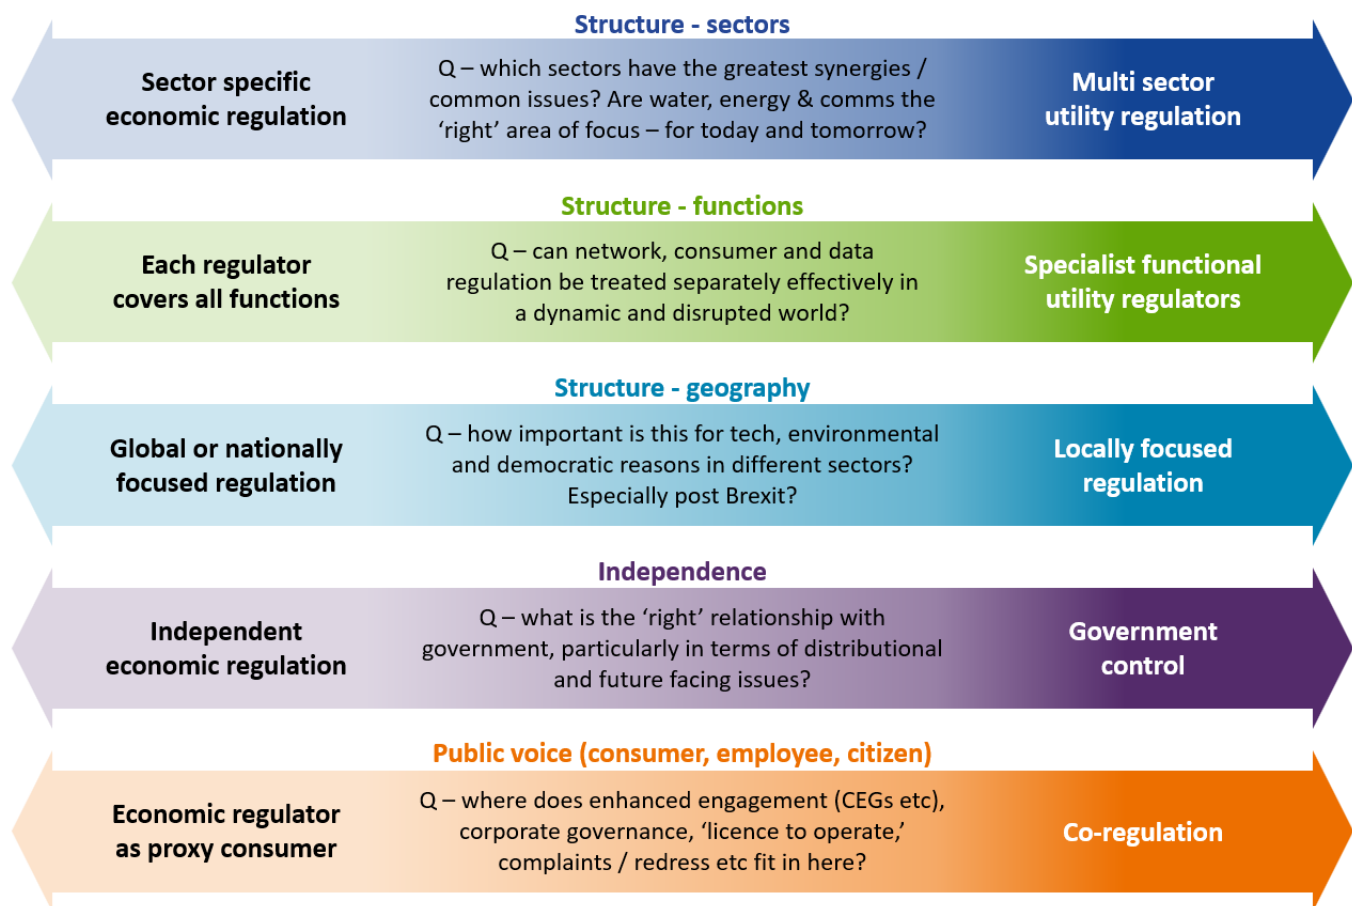 Structure - sectors
Sector specific
economic regulation
Q – which sectors have the greatest synergies /
common issues? Are water, energy & comms the
‘right’ area of focus – for today and tomorrow?
Multi sector
utility regulation
Structure - functions
Each regulator
covers all functions
Q – can network, consumer and data
regulation be treated separately effectively in
a dynamic and disrupted world?
Specialist functional
utility regulators
Structure - geography
Global or nationally
focused regulation
Q – how important is this for tech, environmental
and democratic reasons in different sectors?
Especially post Brexit?
Locally focused
regulation
Independence
Independent
economic regulation
Q – what is the ‘right’ relationship with
government, particularly in terms of distributional
and future facing issues?
Government
control
Public voice (consumer, employee, citizen)
Economic regulator
as proxy consumer
Q – where does enhanced engagement (CEGs etc),
corporate governance, ‘licence to operate,’
complaints / redress etc fit in here?
Co-regulation